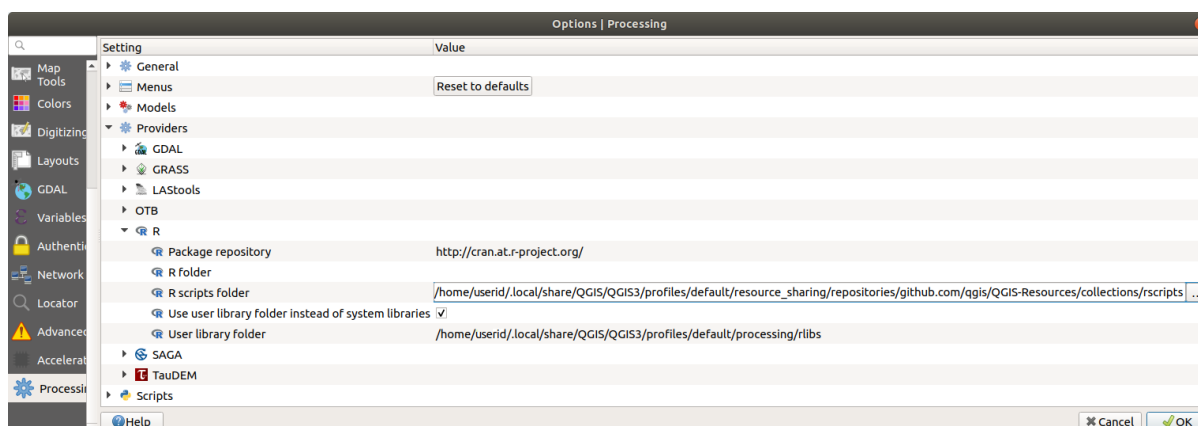 Options | Processing
Setting Value
Map Tools
Colors
Digitizing
Layouts
GDAL
Variables
Authenti
Network
Locator
Advanced
Accelerat
Processi
General
Menus Reset to defaults
Models
Providers
GDAL
GRASS
LAStools
OTB
R
Package repository http://cran.at.r-project.org/
R folder
R scripts folder /home/userid/.local/share/QGIS/QGIS3/profiles/default/resource_sharing/repositories/github.com/qgis/QGIS-Resources/collections/rscripts ...
Use user library folder instead of system libraries
User library folder /home/userid/.local/share/QGIS/QGIS3/profiles/default/processing/rlibs
SAGA
TauDEM
Scripts
Help Cancel OK